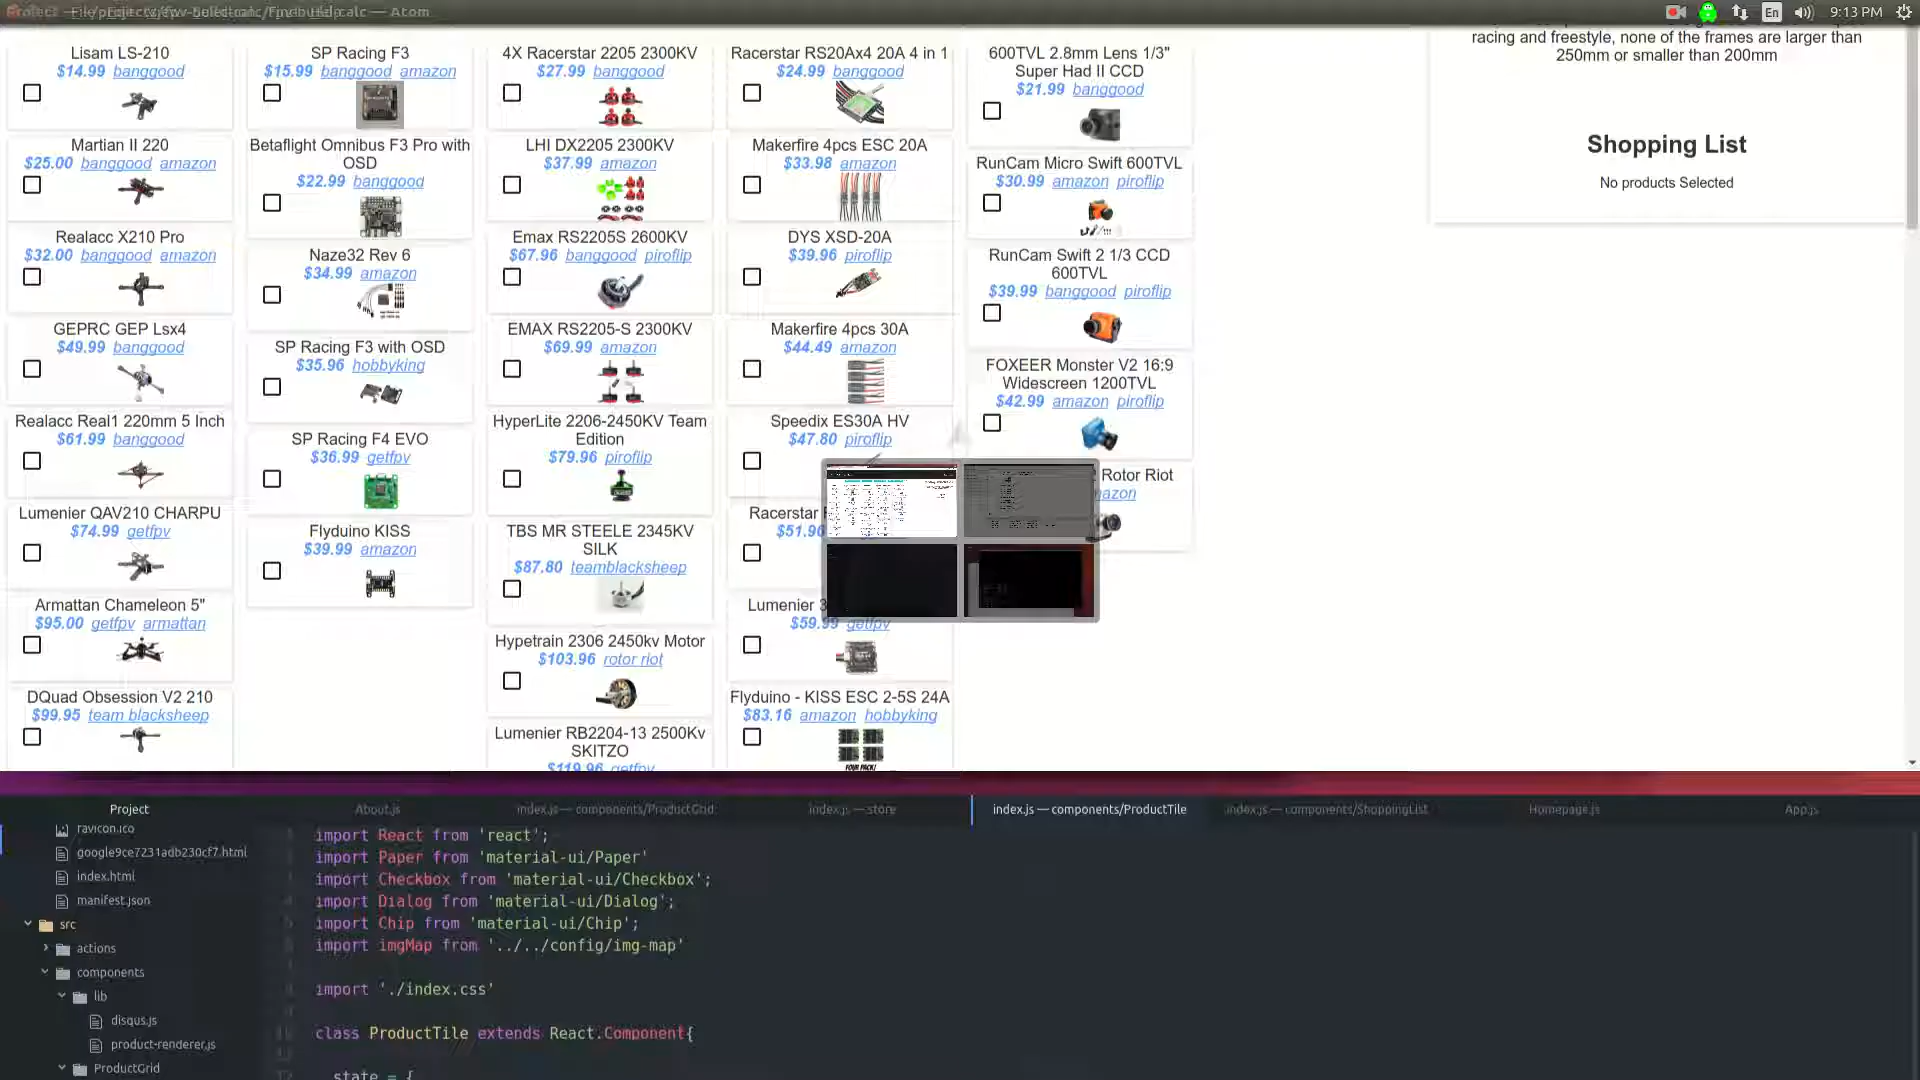 Atom
En
9:13 PM
Lisam LS-210
$14.99 banggood
Martian II 220
$25.00 banggood amazon
Realacc X210 Pro
$32.00 banggood amazon
GEPRC GEP Lsx4
$49.99 banggood
Realacc Real1 220mm 5 Inch
$61.99 banggood
Lumenier QAV210 CHARPU
$74.99 getfpv
Armattan Chameleon 5"
$95.00 getfpv armattan
DQuad Obsession V2 210
$99.95 team blacksheep
SP Racing F3
$15.99 banggood amazon
Betaflight Omnibus F3 Pro with
OSD
$22.99 banggood
Naze32 Rev 6
$34.99 amazon
SP Racing F3 with OSD
$35.96 hobbyking
SP Racing F4 EVO
$36.99 getfpv
Flyduino KISS
$39.99 amazon
4X Racerstar 2205 2300KV
$27.99 banggood
LHI DX2205 2300KV
$37.99 amazon
Emax RS2205S 2600KV
$67.96 banggood piroflip
EMAX RS2205-S 2300KV
$69.99 amazon
HyperLite 2206-2450KV Team
Edition
$79.96 piroflip
TBS MR STEELE 2345KV
SILK
$87.80 teamblacksheep
Hypetrain 2306 2450kv Motor
$103.96 rotor riot
Lumenier RB2204-13 2500Kv
SKITZO
$119.96 getfpv
Racerstar RS20Ax4 20A 4 in 1
$24.99 banggood
Makerfire 4pcs ESC 20A
$33.98 amazon
DYS XSD-20A
$39.96 piroflip
Makerfire 4pcs 30A
$44.49 amazon
Speedix ES30A HV
$47.80 piroflip
Racerstar
$51.96
Lumenier
$59.99 getfpv
Flyduino - KISS ESC 2-5S 24A
$83.16 amazon hobbyking
FOUR PACK!
600TVL 2.8mm Lens 1/3"
Super Had II CCD
$21.99 banggood
RunCam Micro Swift 600TVL
$30.99 amazon piroflip
RunCam Swift 2 1/3 CCD
600TVL
$39.99 banggood piroflip
FOXEER Monster V2 16:9
Widescreen 1200TVL
$42.99 amazon piroflip
Rotor Riot
racing and freestyle, none of the frames are larger than
250mm or smaller than 200mm
Shopping List
No products Selected
Project
About.js
index.js — components/ProductGrid
index.js — store
index.js — components/ProductTile
index.js — components/ShoppingList
Homepage.js
App.js
favicon.ico
google9ce7231adb230cf7.html
index.html
manifest.json
src
actions
components
lib
disqus.js
product-renderer.js
ProductGrid
import React from 'react';
import Paper from 'material-ui/Paper'
import Checkbox from 'material-ui/Checkbox';
import Dialog from 'material-ui/Dialog';
import Chip from 'material-ui/Chip';
import imgMap from '../../config/img-map'
import './index.css'
class ProductTile extends React.Component{
state = {